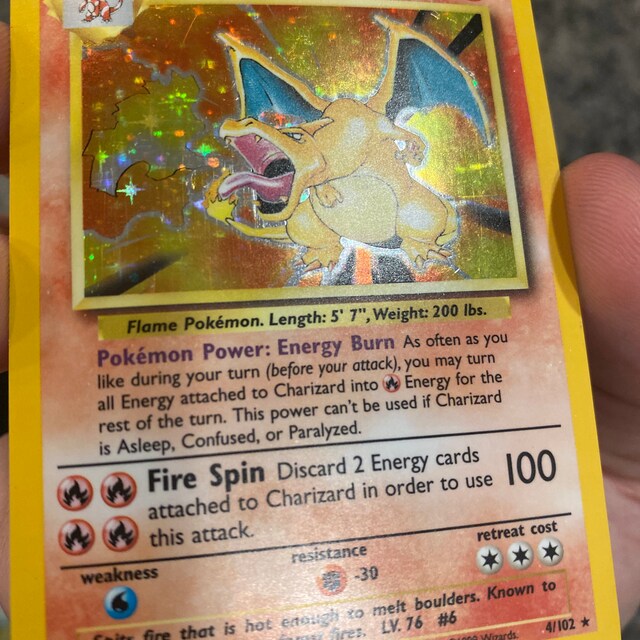 Flame Pokémon. Length: 5' 7", Weight: 200 lbs.
Pokémon Power: Energy Burn As often as you
like during your turn (before your attack), you may turn
all Energy attached to Charizard into Energy for the
rest of the turn. This power can't be used if Charizard
is Asleep, Confused, or Paralyzed.
Fire Spin Discard 2 Energy cards
attached to Charizard in order to use
this attack.
100
weakness
resistance
-30
retreat cost
Spits fire that is hot enough to melt boulders. Known to
fires. LV. 76 #6
Wizards.
4/102 ★